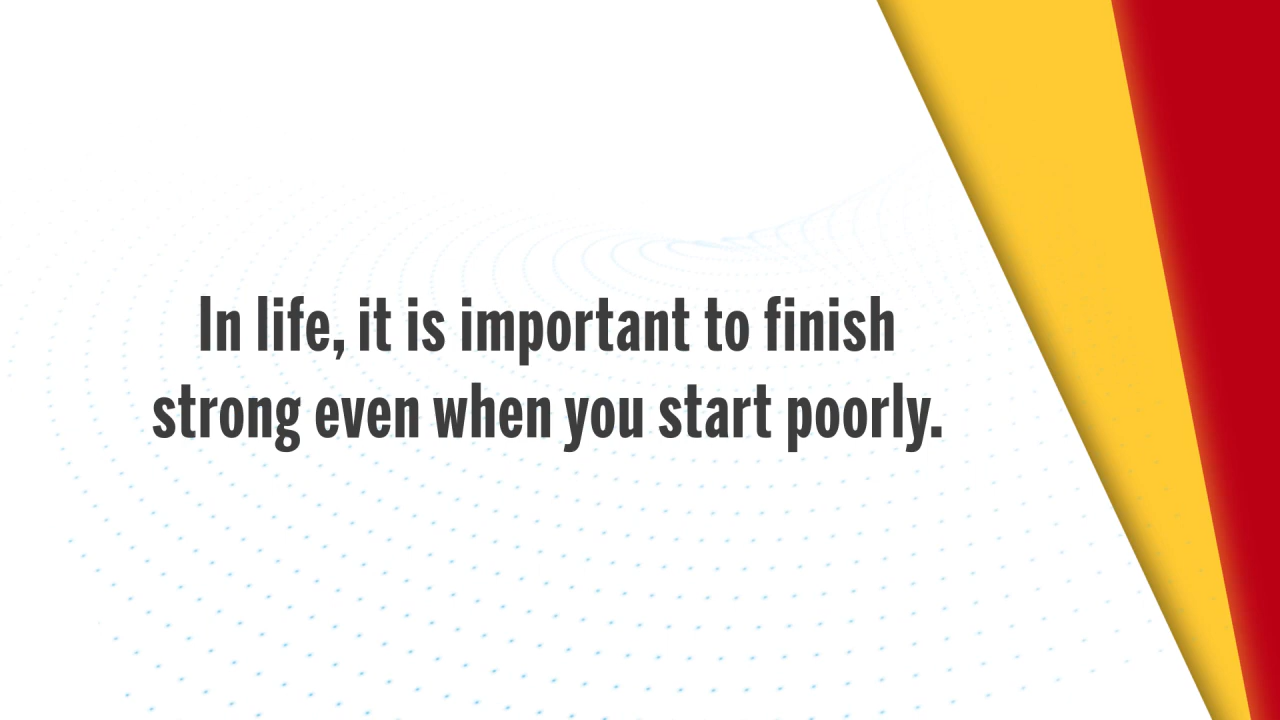 In life, it is important to finish
strong even when you start poorly.